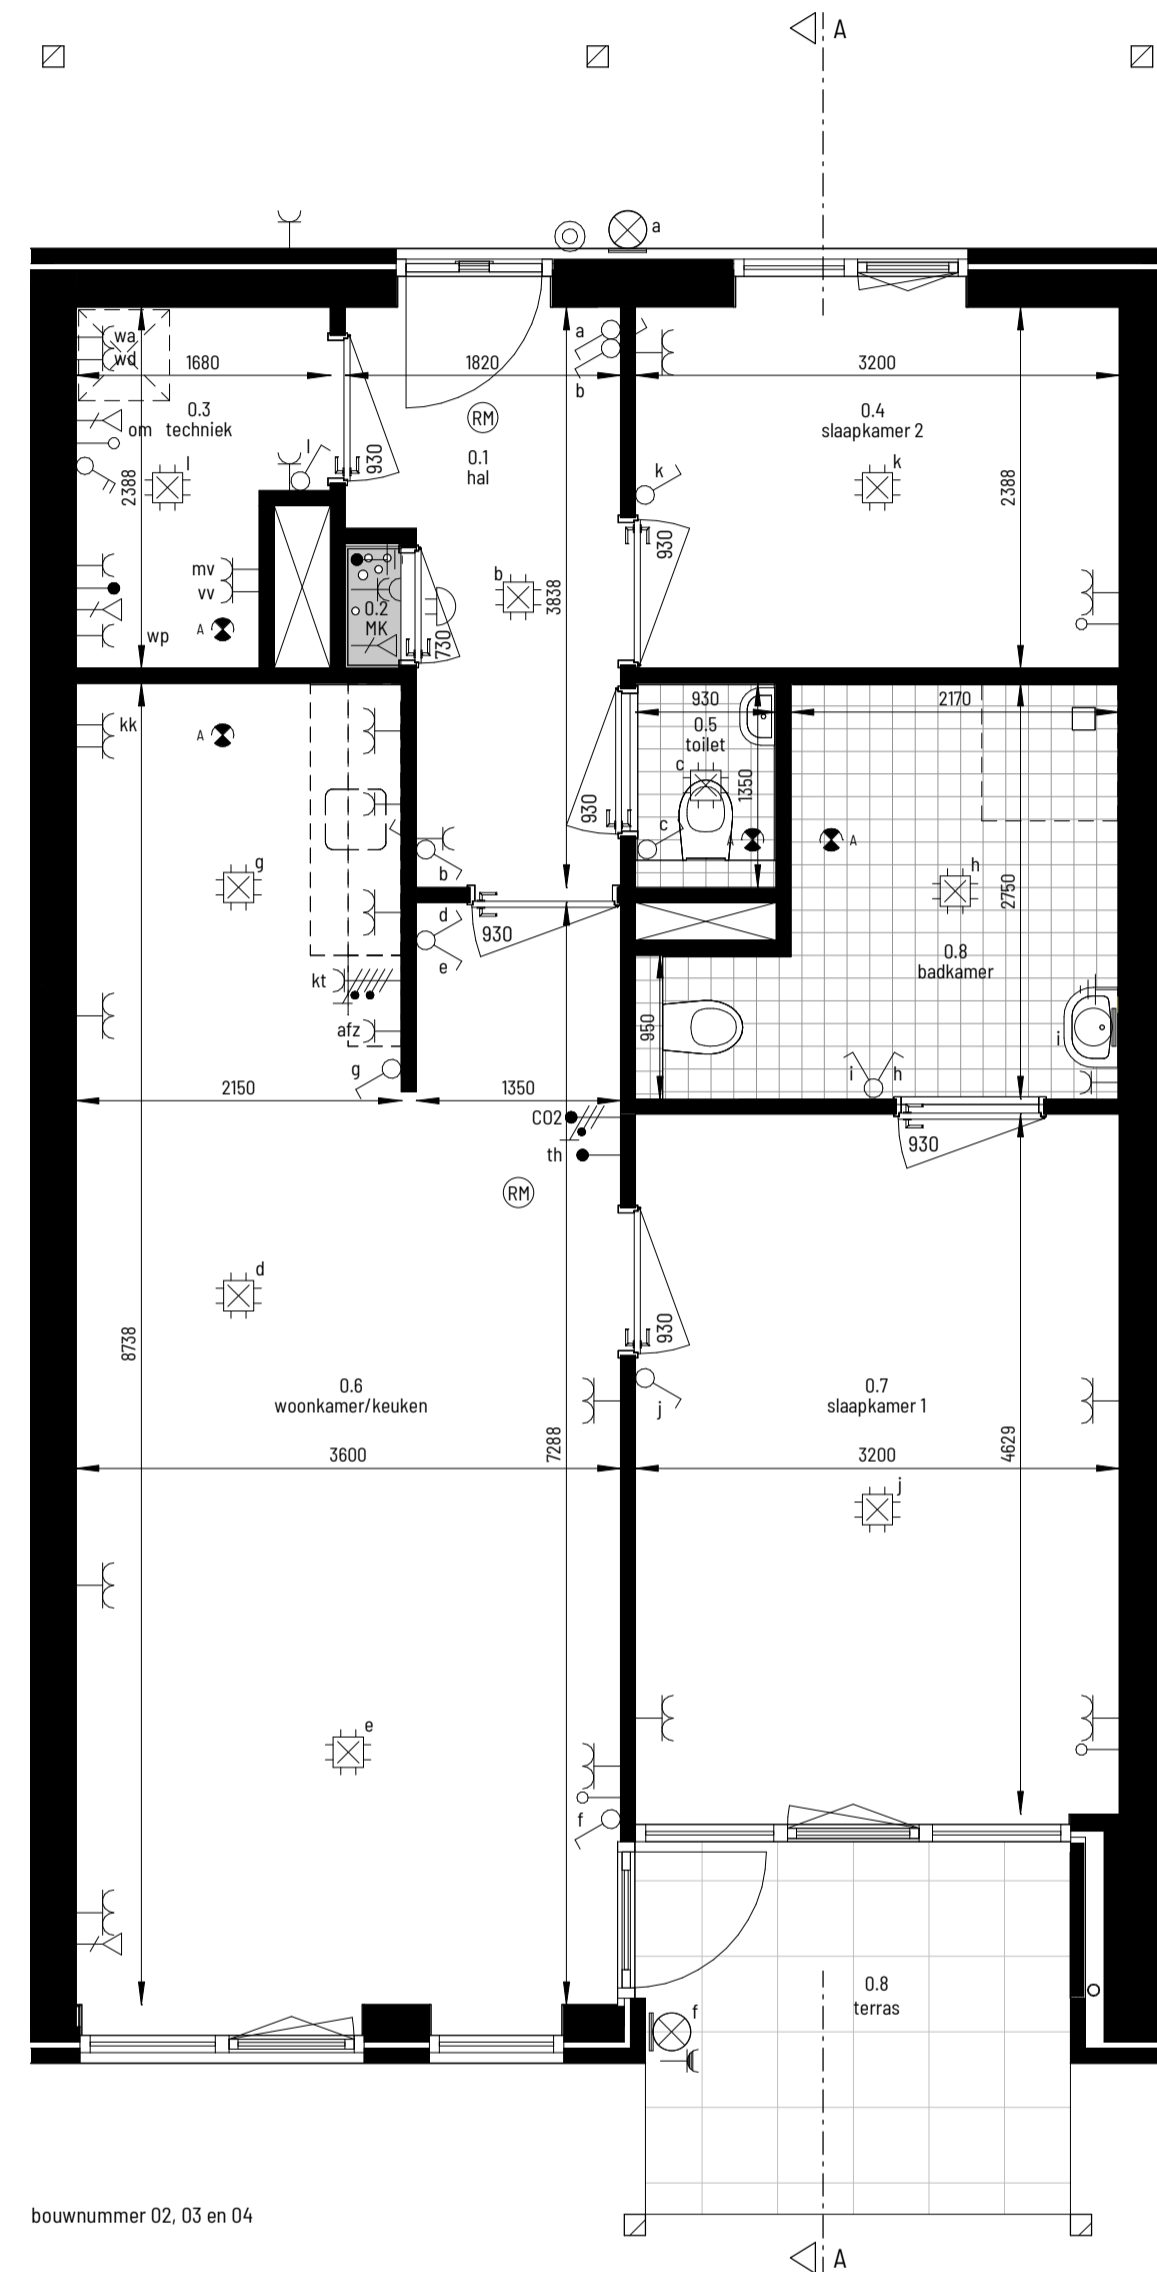 A
a
wa
wd
1680
1820
3200
a
b
RM
0.3
om techniek
0.1
hal
0.4
slaapkamer 2
l
930
l
k
k
2388
2388
930
b
3838
mv
vv
0.2
MK
730
A
wp
kk
A
930
0.5
toilet
2170
c
1350
930
c
A
A
b
g
h
2750
d
930
e
0.8
badkamer
kt
afz
950
i
g
i
h
2150
1350
CO2
th
930
RM
d
8738
930
0.6
woonkamer/keuken
0.7
slaapkamer 1
j
7288
4629
3600
3200
j
e
f
0.8
terras
f
bouwnummer 02, 03 en 04
A